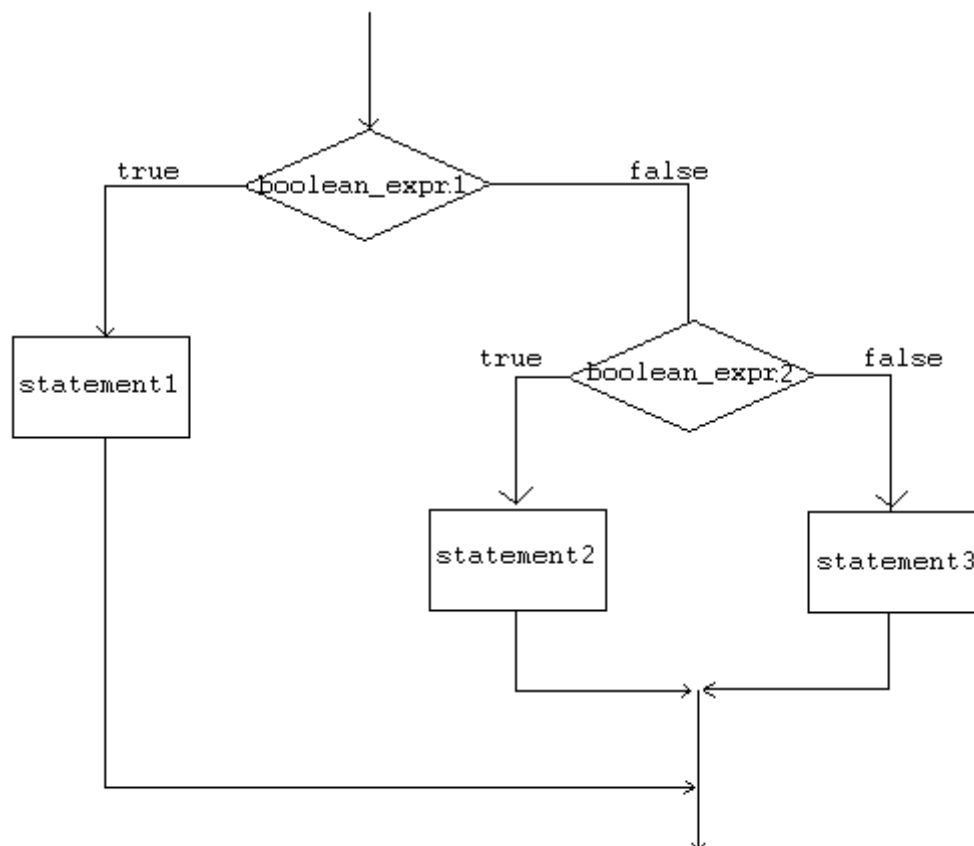 true
boolean_expr1
false
true
boolean_expr2
false
statement1
statement2
statement3